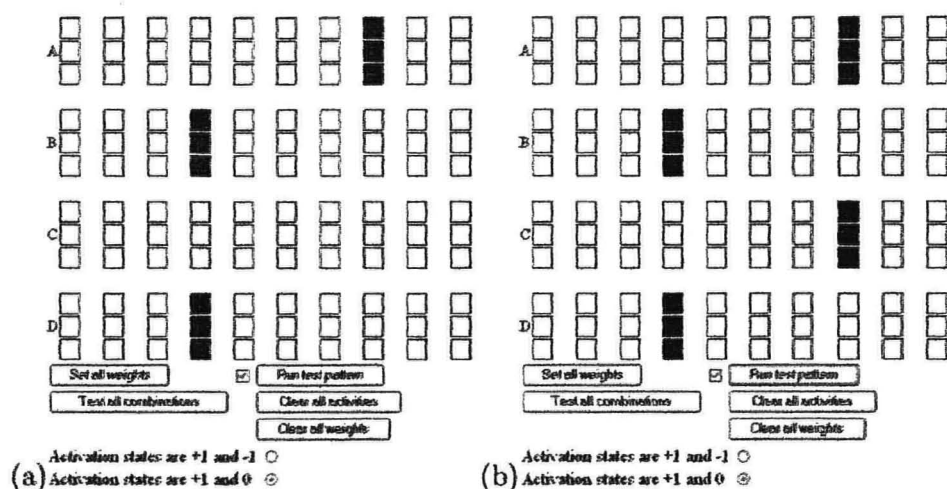 A
A
B
B
C
C
D
D
Set all weights Run test pattern
Set all weights Run test pattern
Test all combinations Clear all activities
Test all combinations Clear all activities
Clear all weights
Clear all weights
(a) Activation states are +1 and -1
Activation states are +1 and 0
(b) Activation states are +1 and -1
Activation states are +1 and 0